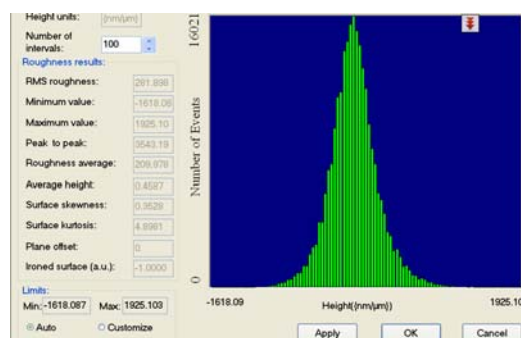 Height units: (nm/µm)
Number of
intervals: 100
Roughness results:
RMS roughness: 281.898
Minimum value: -1618.08
Maximum value: 1925.10
Peak to peak: 3543.19
Roughness average: 209.978
Average height: 0.4587
Surface skewness: 0.3529
Surface kurtosis: 4.8981
Plane offset: 0
Ironed surface (a.u.): -1.0000
Limits:
Min: -1618.087 Max: 1925.103
Auto Customize
16021
Number of Events
0
-1618.09 Height((nm/µm)) 1925.10
Apply OK Cancel